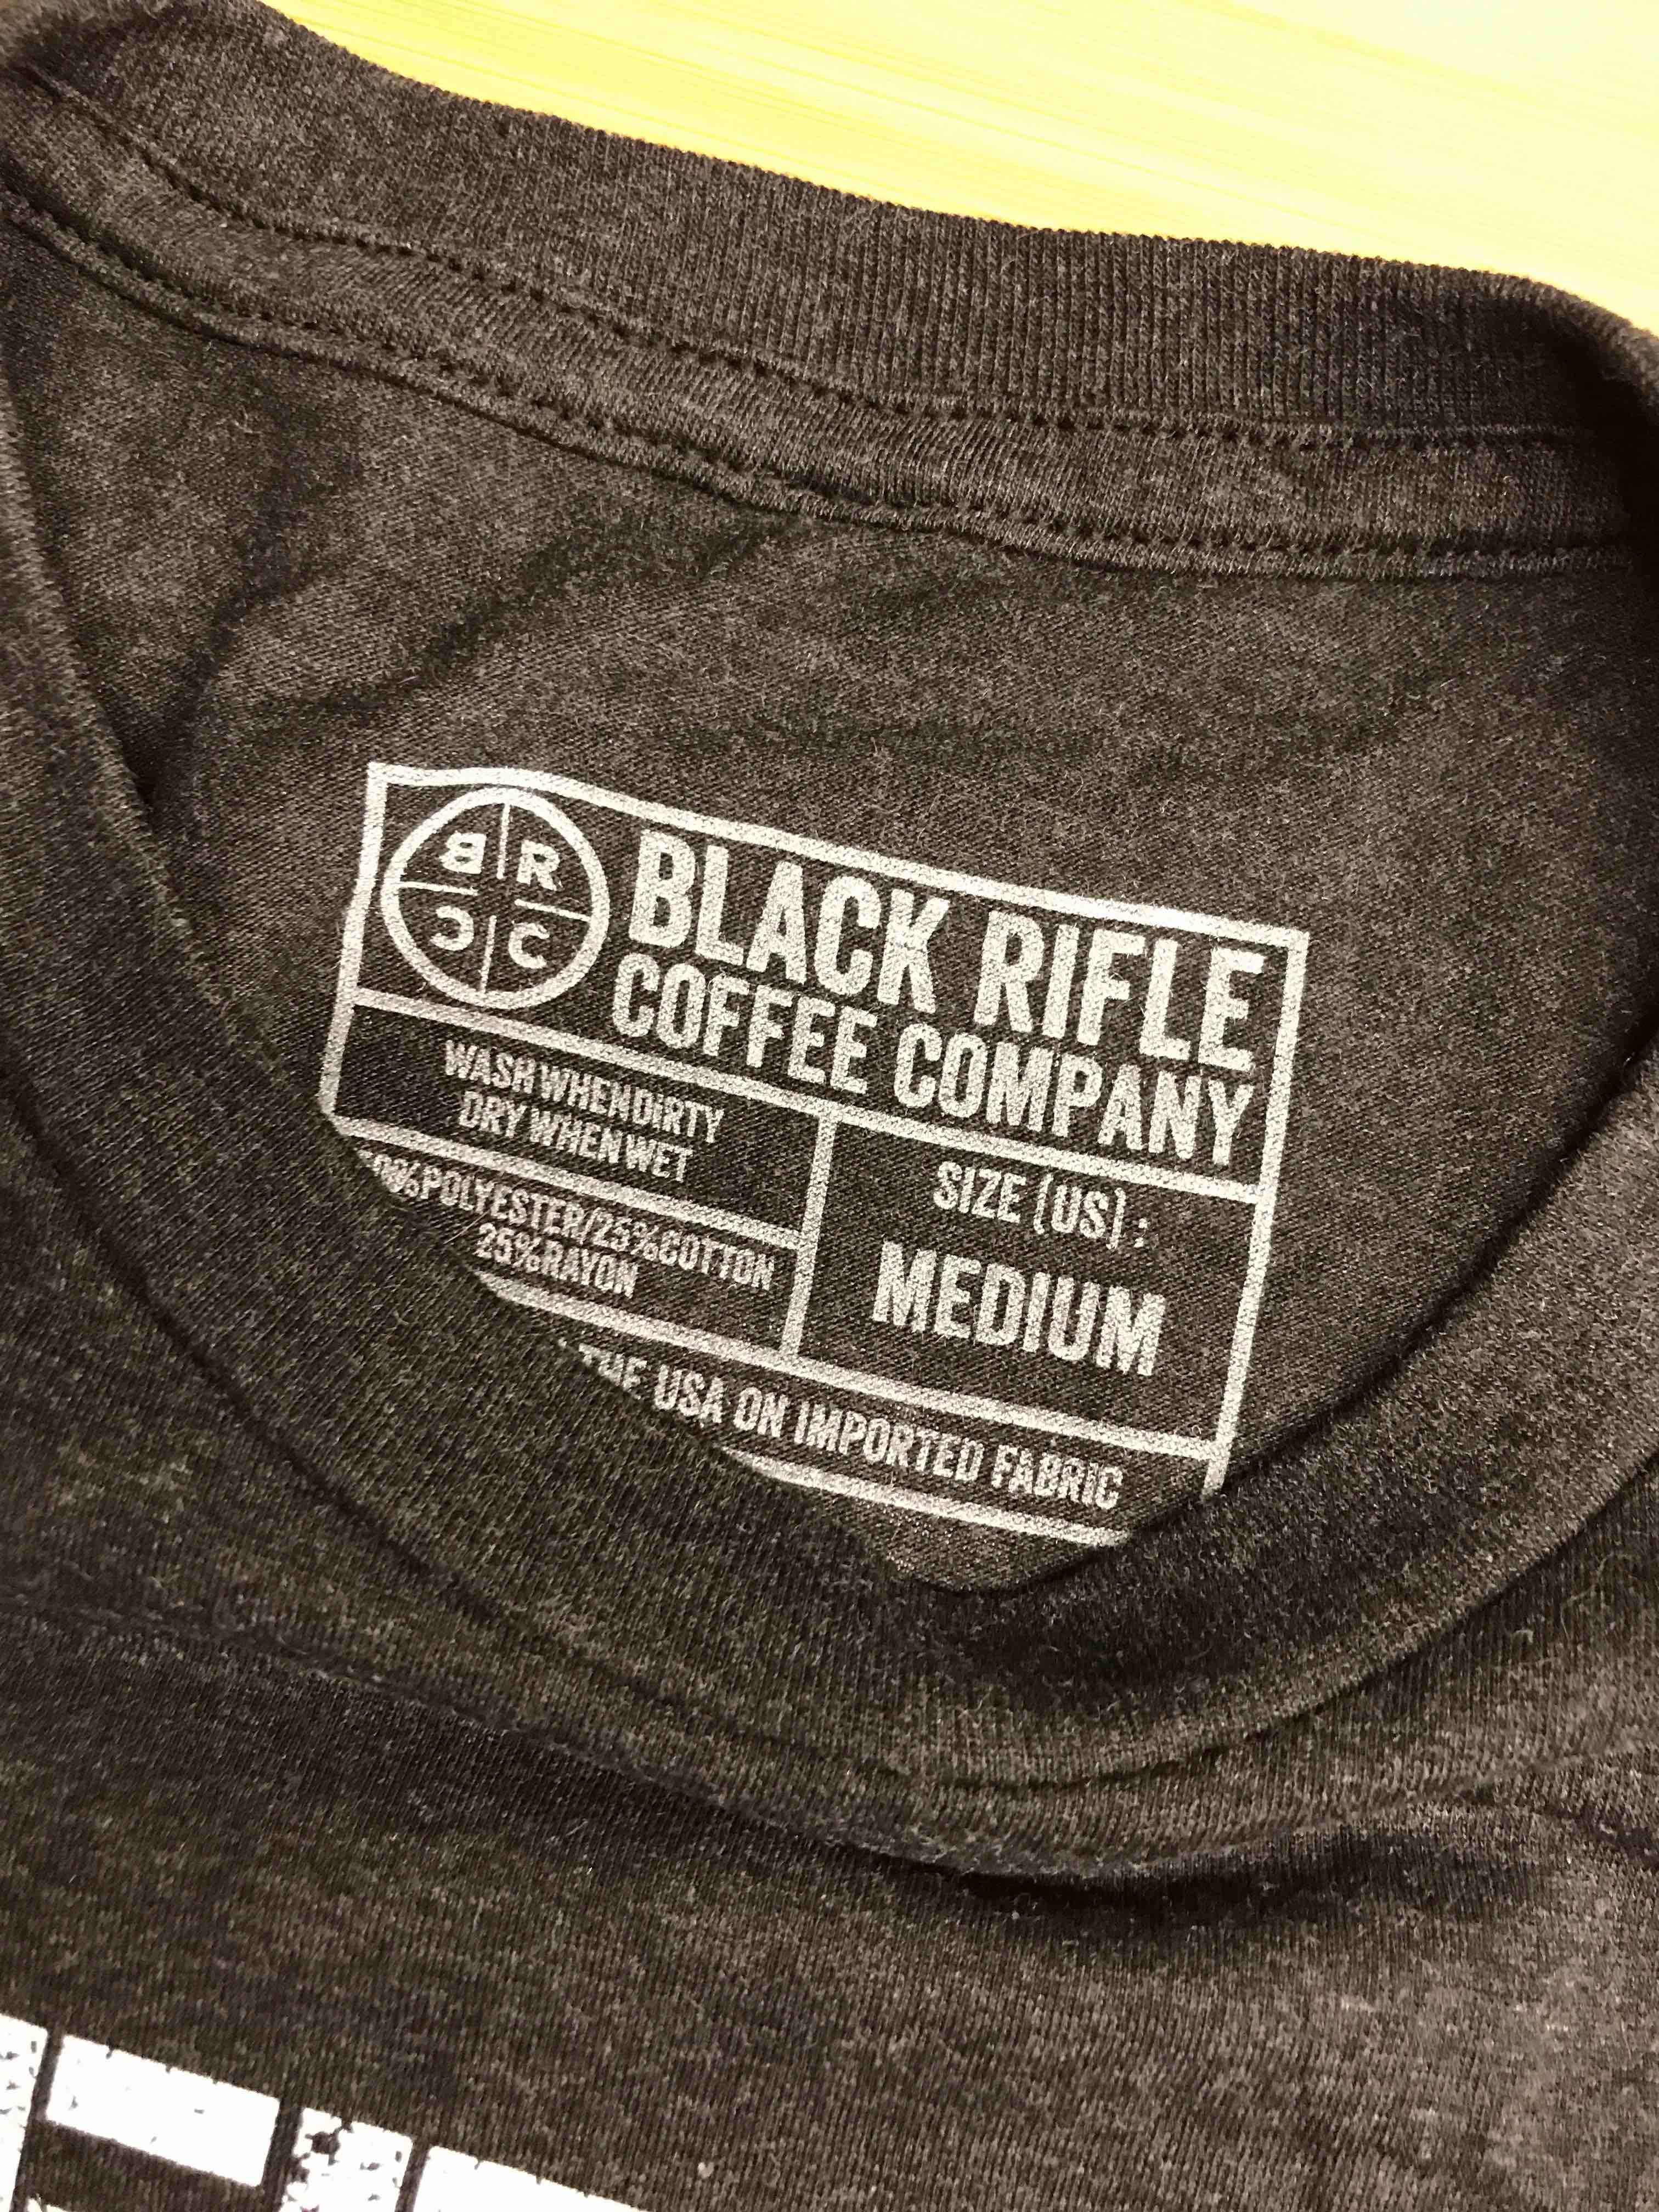 B R
C C
BLACK RIFLE
COFFEE COMPANY
WASH WHEN DIRTY
DRY WHEN WET
SIZE (US):
MEDIUM
0%POLYESTER/25%COTTON
25%RAYON
THE USA ON IMPORTED FABRIC